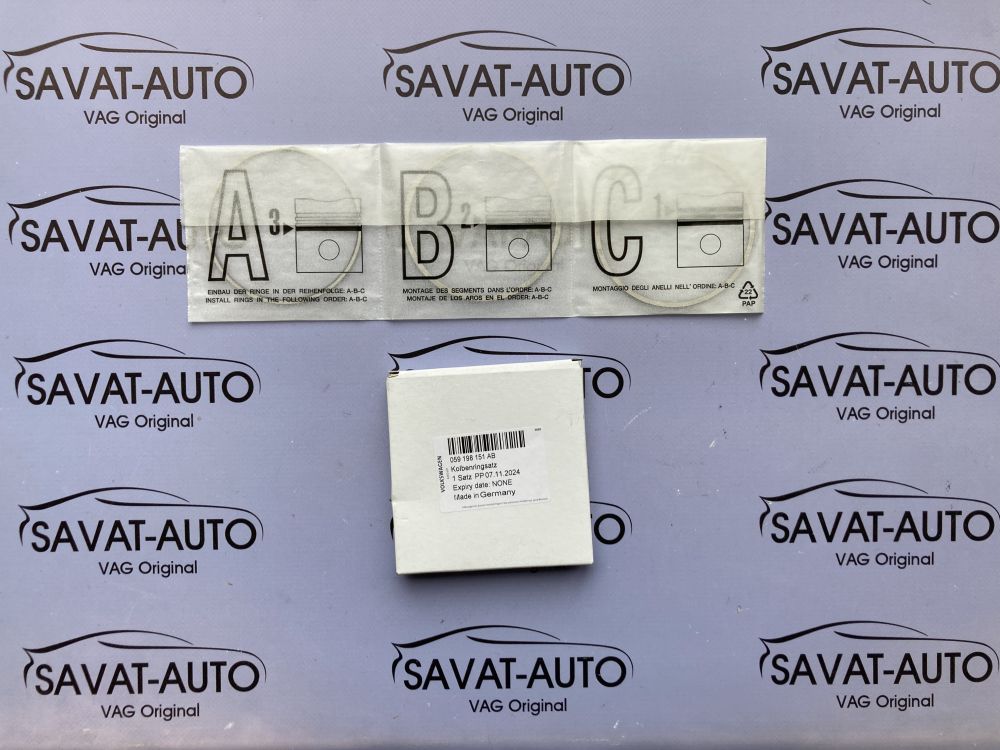 SAVAT-AUTO
VAG Original
SAVAT-AUTO
VAG Original
SAVAT-AUTO
VAG Original
A
3
B
2
C
1
EINBAU DER RINGE IN DER REIHENFOLGE: A-B-C
INSTALL RINGS IN THE FOLLOWING ORDER: A-B-C
MONTAGE DES SEGMENTS DANS L'ORDRE: A-B-C
MONTAJE DE LOS AROS EN EL ORDER: A-B-C
MONTAGGIO DEGLI ANELLI NELL'ORDINE: A-B-C
22
PAP
SAVAT-AUT
VAG Original
AVAT-AUTO
VAG Original
SAVAT-AUTO
VAG Original
SAVAT-AUTO
VAG Original
VOLKSWAGEN
059 198 151 AB
Kolbenringsatz
1 Satz PP 07.11.2024
Expiry date: NONE
Made in Germany
SAVAT-AUTO
VAG Original
AUTO
SAVAT-AUTO
VAG Original
SAVAT-AUTO
VAG Original
SAVAT-AUTO
VAG Original
SAVAT-AUTO
VAG Original